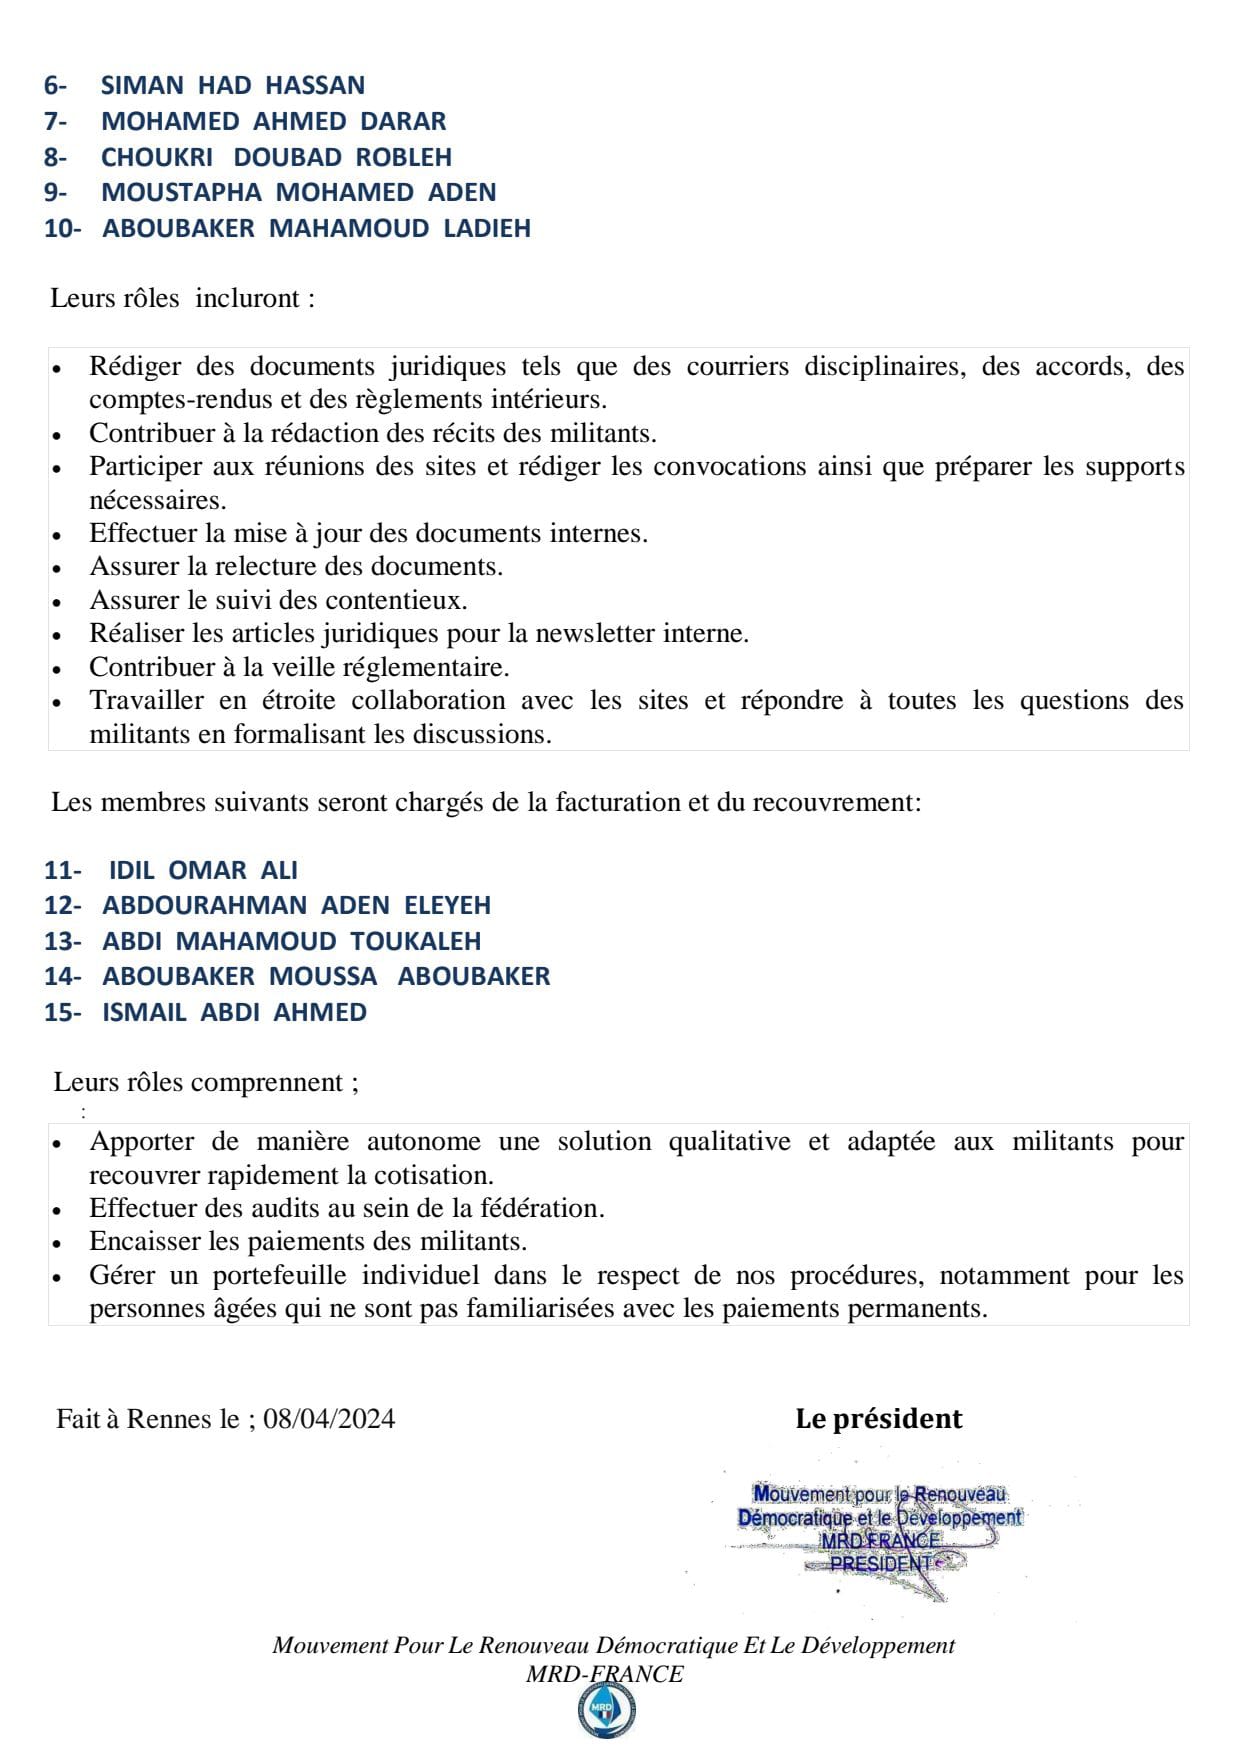 6- SIMAN HAD HASSAN
7- MOHAMED AHMED DARAR
8- CHOUKRI DOUBAD ROBLEH
9- MOUSTAPHA MOHAMED ADEN
10- ABOUBAKER MAHAMOUD LADIEH
Leurs rôles incluront :
• Rédiger des documents juridiques tels que des courriers disciplinaires, des accords, des
comptes-rendus et des règlements intérieurs.
• Contribuer à la rédaction des récits des militants.
• Participer aux réunions des sites et rédiger les convocations ainsi que préparer les supports
nécessaires.
• Effectuer la mise à jour des documents internes.
• Assurer la relecture des documents.
• Assurer le suivi des contentieux.
• Réaliser les articles juridiques pour la newsletter interne.
• Contribuer à la veille réglementaire.
• Travailler en étroite collaboration avec les sites et répondre à toutes les questions des
militants en formalisant les discussions.
Les membres suivants seront chargés de la facturation et du recouvrement:
11- IDIL OMAR ALI
12- ABDOURAHMAN ADEN ELEYEH
13- ABDI MAHAMOUD TOUKALEH
14- ABOUBAKER MOUSSA ABOUBAKER
15- ISMAIL ABDI AHMED
Leurs rôles comprennent ;
:
• Apporter de manière autonome une solution qualitative et adaptée aux militants pour
recouvrer rapidement la cotisation.
• Effectuer des audits au sein de la fédération.
• Encaisser les paiements des militants.
• Gérer un portefeuille individuel dans le respect de nos procédures, notamment pour les
personnes âgées qui ne sont pas familiarisées avec les paiements permanents.
Fait à Rennes le ; 08/04/2024
Le président
Mouvement pour le Renouveau
Démocratique et le Développement
MRD FRANCE
PRESIDENT
Mouvement Pour Le Renouveau Démocratique Et Le Développement
MRD-FRANCE
MRD